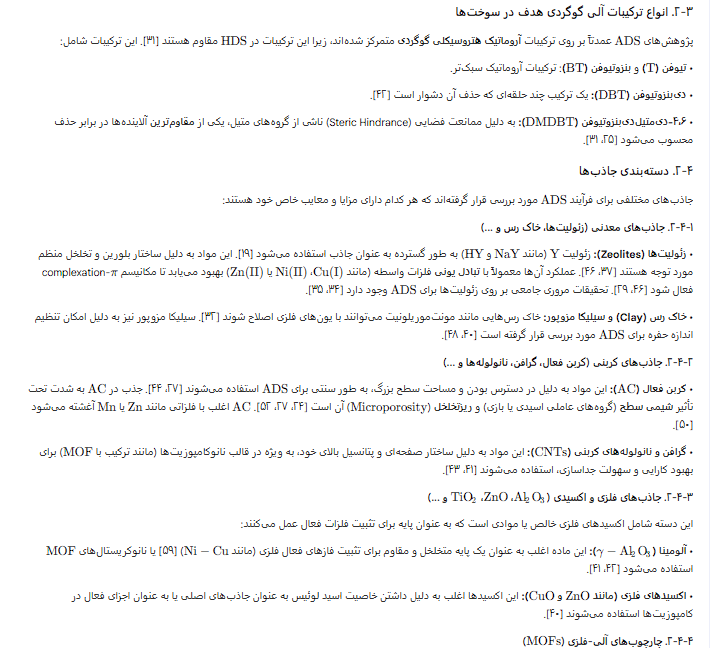 ۲-۳. انواع ترکیبات آلی گوگردی هدف در سوخت‌ها
پژوهش‌های ADS عمدتاً بر روی ترکیبات آروماتیک هتروسیکلی گوگردی متمرکز شده‌اند، زیرا این ترکیبات در HDS مقاوم هستند [۳۱]. این ترکیبات شامل:
• تیوفن (T) و بنزوتیوفن (BT): ترکیبات آروماتیک سبک‌تر.
• دی‌بنزوتیوفن (DBT): یک ترکیب چند حلقه‌ای که حذف آن دشوار است [۴۲].
• ۴،۶-دی‌متیل‌دی‌بنزوتیوفن (DMDBT): به دلیل ممانعت فضایی (Steric Hindrance) ناشی از گروه‌های متیل، یکی از مقاوم‌ترین آلاینده‌ها در برابر حذف
محسوب می‌شود [۲۵، ۳۱].
۲-۴. دسته‌بندی جاذب‌ها
جاذب‌های مختلفی برای فرآیند ADS مورد بررسی قرار گرفته‌اند که هر کدام دارای مزایا و معایب خاص خود هستند:
۲-۴-۱. جاذب‌های معدنی (زئولیت‌ها، خاک رس و ...)
• زئولیت‌ها (Zeolites): زئولیت Y (مانند NaY و HY) به طور گسترده به عنوان جاذب استفاده می‌شود [۱۹]. این مواد به دلیل ساختار بلورین و تخلخل منظم
مورد توجه هستند [۳۷، ۴۶]. عملکرد آن‌ها معمولاً با تبادل یونی فلزات واسطه (مانند Cu(I)، Ni(II) یا Zn(II)) بهبود می‌یابد تا مکانیسم π-complexation
فعال شود [۴۶، ۲۹]. تحقیقات مروری جامعی بر روی زئولیت‌ها برای ADS وجود دارد [۳۴، ۳۵].
• خاک رس (Clay) و سیلیکا مزوپور: خاک رس‌هایی مانند مونت‌موریلونیت می‌توانند با یون‌های فلزی اصلاح شوند [۳۲]. سیلیکا مزوپور نیز به دلیل امکان تنظیم
اندازه حفره برای ADS مورد بررسی قرار گرفته است [۴۰، ۴۸].
۲-۴-۲. جاذب‌های کربنی (کربن فعال، گرافن، نانولوله‌ها و ...)
• کربن فعال (AC): این مواد به دلیل در دسترس بودن و مساحت سطح بزرگ، به طور سنتی برای ADS استفاده می‌شوند [۲۷، ۴۴]. جذب در AC به شدت تحت
تأثیر شیمی سطح (گروه‌های عاملی اسیدی یا بازی) و ریزتخلخل (Microporosity) آن است [۲۴، ۲۷، ۵۲]. AC اغلب با فلزاتی مانند Zn یا Mn آغشته می‌شود
[۵۰].
• گرافن و نانولوله‌های کربنی (CNTs): این مواد به دلیل ساختار صفحه‌ای و پتانسیل بالای خود، به ویژه در قالب نانوکامپوزیت‌ها (مانند ترکیب با MOF) برای
بهبود کارایی و سهولت جداسازی، استفاده می‌شوند [۴۱، ۴۳].
۲-۴-۳. جاذب‌های فلزی و اکسیدی (Al₂O₃، ZnO، TiO₂ و ...)
این دسته شامل اکسیدهای فلزی خالص یا موادی است که به عنوان پایه برای تثبیت فلزات فعال عمل می‌کنند:
• آلومینا (γ − Al₂O₃): این ماده اغلب به عنوان یک پایه متخلخل و مقاوم برای تثبیت فازهای فعال فلزی (مانند Ni − Cu) [۵۹] یا نانوکریستال‌های MOF
استفاده می‌شود [۴۲، ۴۱].
• اکسیدهای فلزی (مانند ZnO و CuO): این اکسیدها اغلب به دلیل داشتن خاصیت اسید لوئیس به عنوان جاذب‌های اصلی یا به عنوان اجزای فعال در
کامپوزیت‌ها استفاده می‌شوند [۴۰].
۲-۴-۴. چارچوب‌های آلی-فلزی (MOFs)